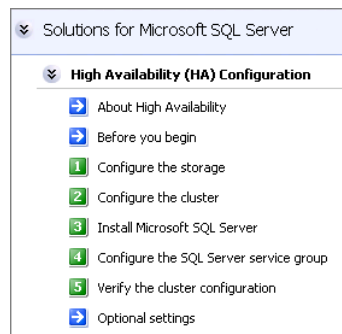 Solutions for Microsoft SQL Server
High Availability (HA) Configuration
About High Availability
Before you begin
1 Configure the storage
2 Configure the cluster
3 Install Microsoft SQL Server
4 Configure the SQL Server service group
5 Verify the cluster configuration
Optional settings